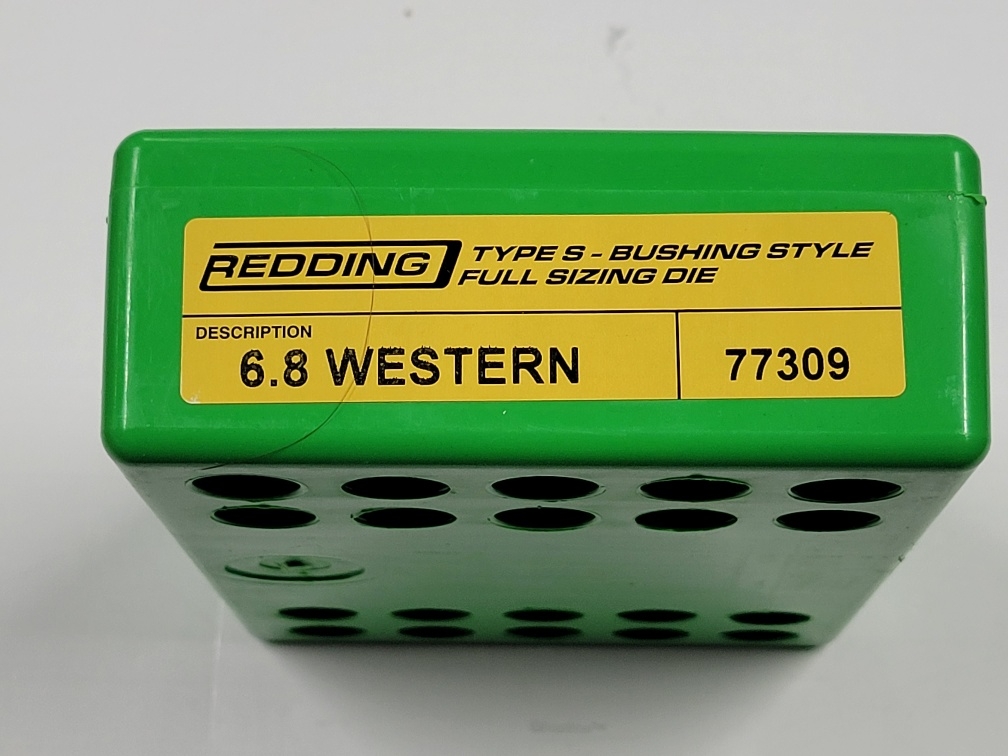 REDDING
TYPE S - BUSHING STYLE
FULL SIZING DIE
DESCRIPTION
6.8 WESTERN
77309